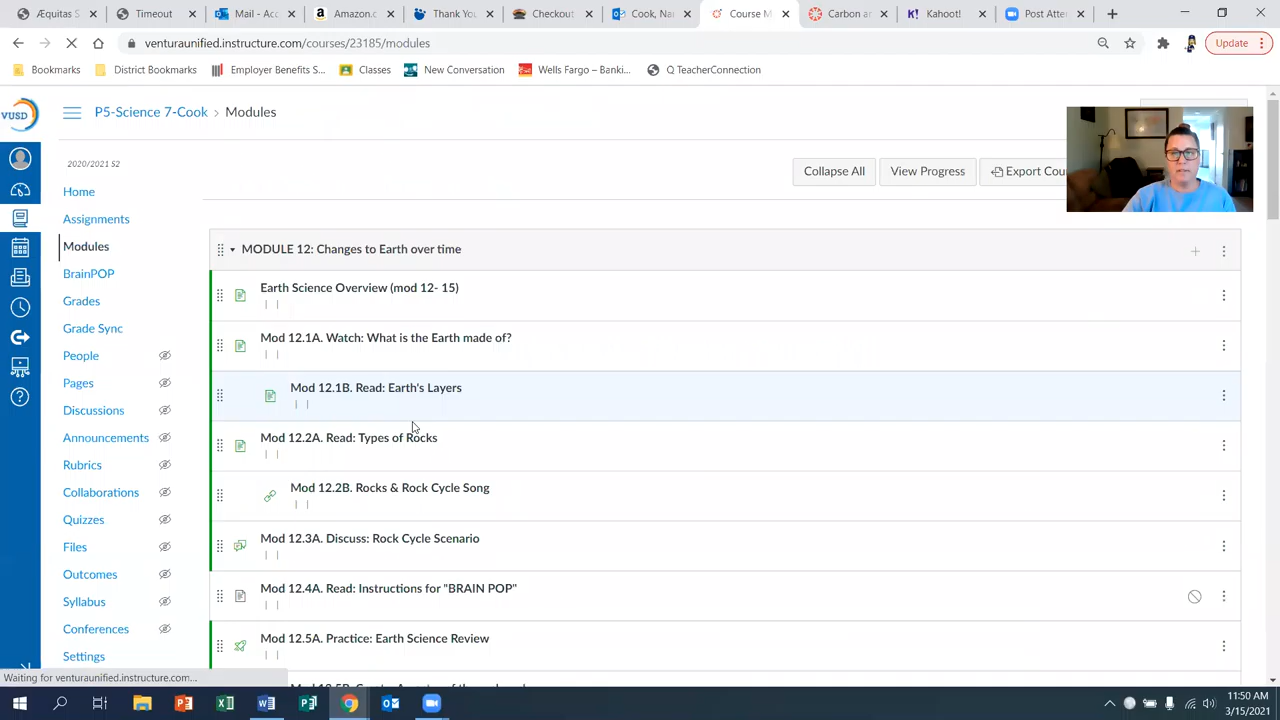 Æquitas S
Timeout
Mail - Acc
Amazon.c
Thank You
Checkout
Cook, Nan
Course M
Carbon ar
Kahoot!
Post Atte
venturaunified.instructure.com/courses/23185/modules
Update
Bookmarks
District Bookmarks
Employer Benefits S...
Classes
New Conversation
Wells Fargo – Banki...
Q TeacherConnection
VUSD
P5-Science 7-Cook > Modules
2020/2021 S2
Collapse All
View Progress
Export Cou
Home
Assignments
Modules
BrainPOP
Grades
Grade Sync
People
Pages
Discussions
Announcements
Rubrics
Collaborations
Quizzes
Files
Outcomes
Syllabus
Conferences
Settings
MODULE 12: Changes to Earth over time
Earth Science Overview (mod 12- 15)
Mod 12.1A. Watch: What is the Earth made of?
Mod 12.1B. Read: Earth's Layers
Mod 12.2A. Read: Types of Rocks
Mod 12.2B. Rocks & Rock Cycle Song
Mod 12.3A. Discuss: Rock Cycle Scenario
Mod 12.4A. Read: Instructions for "BRAIN POP"
Mod 12.5A. Practice: Earth Science Review
Waiting for venturaunified.instructure.com...
11:50 AM
3/15/2021